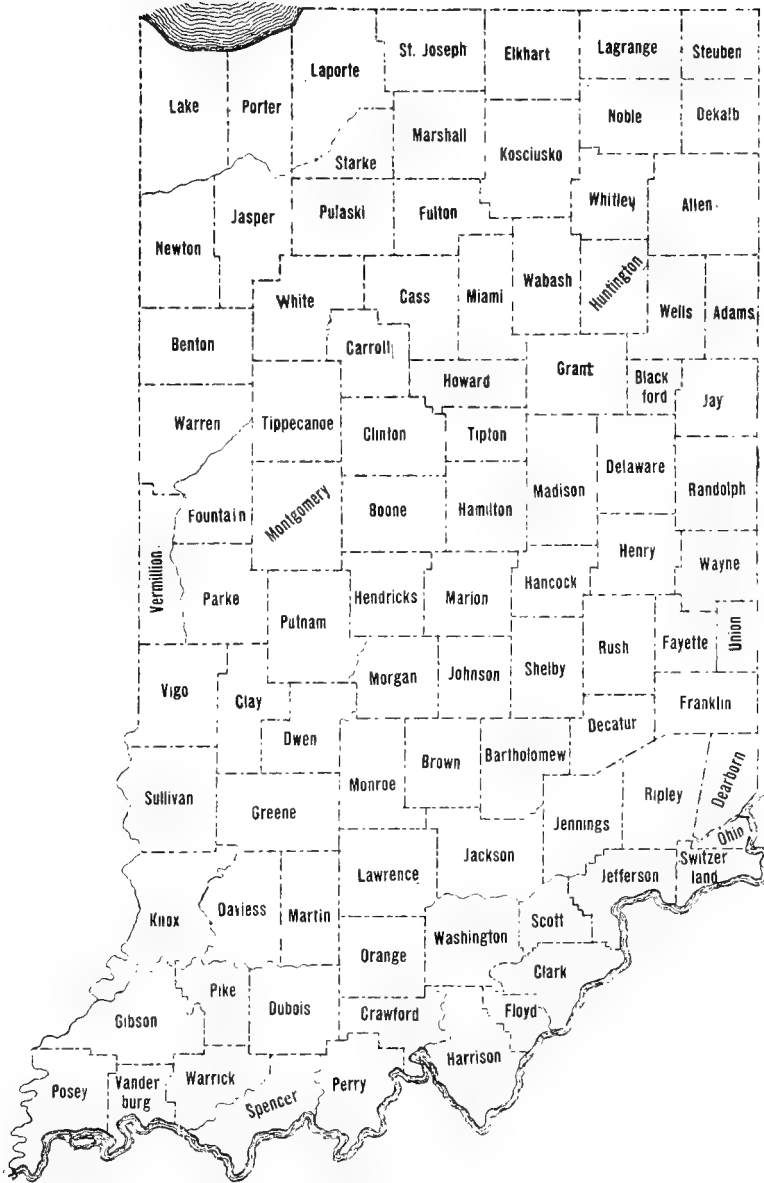 St. Joseph
Elkhart
Lagrange
Steuben
Laporte
Lake
Porter
Noble
Dekalb
Marshall
Kosciusko
Starke
Whitley
Allen
Jasper
Pulaski
Fulton
Newton
White
Cass
Miami
Wabash
Huntington
Wells
Adams
Benton
Carroll
Howard
Grant
Black
ford
Jay
Warren
Tippecanoe
Clinton
Tipton
Delaware
Madison
Randolph
Fountain
Montgomery
Boone
Hamilton
Henry
Wayne
Vermillion
Parke
Putnam
Hendricks
Marion
Hancock
Rush
Fayette
Union
Vigo
Clay
Morgan
Johnson
Shelby
Franklin
Owen
Decatur
Sullivan
Greene
Monroe
Brown
Bartholomew
Ripley
Dearborn
Jennings
Ohio
Lawrence
Jackson
Jefferson
Switzer
land
Knox
Daviess
Martin
Orange
Washington
Scott
Clark
Gibson
Pike
Dubois
Crawford
Floyd
Harrison
Posey
Vander
burg
Warrick
Spencer
Perry